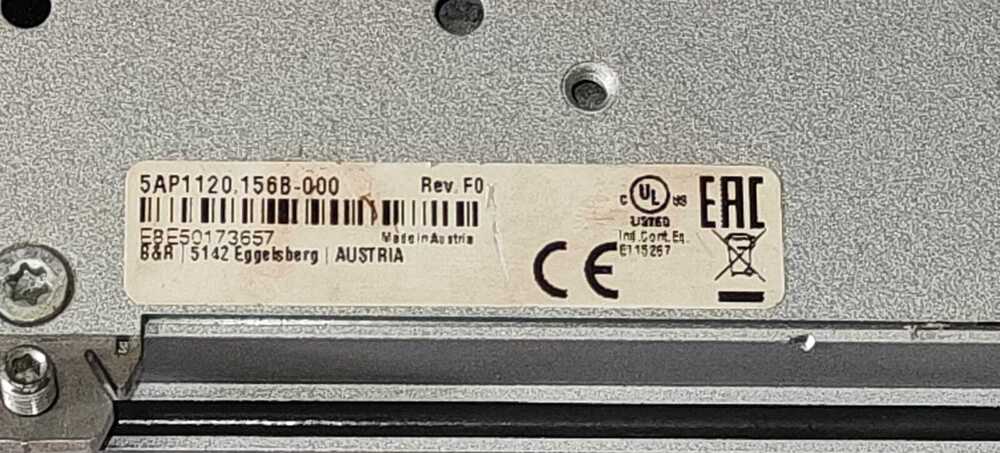 5AP1120.156B-000 Rev. F0
EBE50173657 Made in Austria
B&R | 5142 Eggelsberg | AUSTRIA
CE
c UL US
LISTED
Ind.Cont.Eq.
E115267
EAC